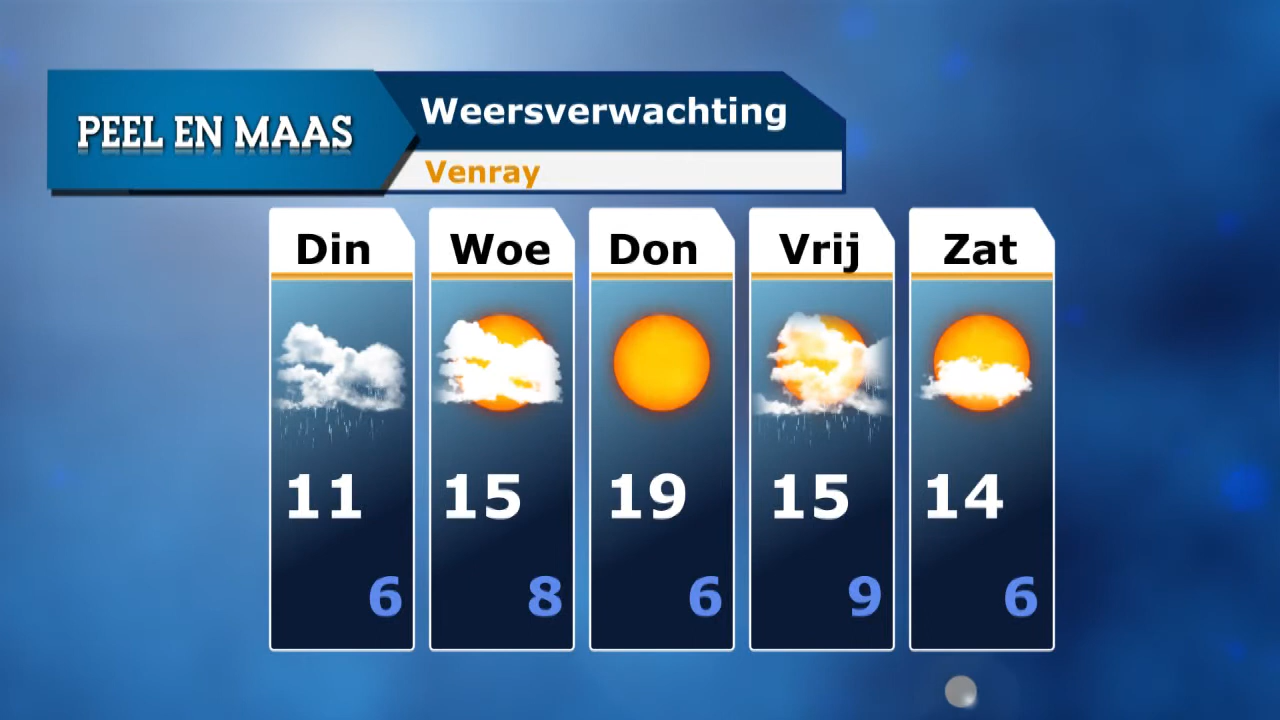 PEEL EN MAAS
Weersverwachting
Venray
Din Woe Don Vrij Zat
11 15 19 15 14
6 8 6 9 6